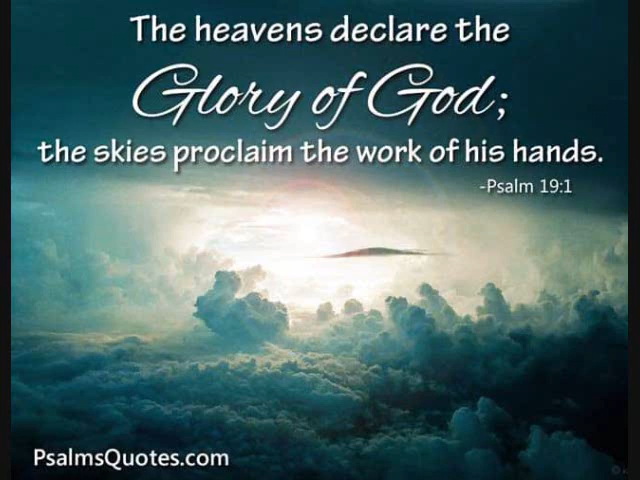 The heavens declare the
Glory of God;
the skies proclaim the work of his hands.
-Psalm 19:1
PsalmsQuotes.com